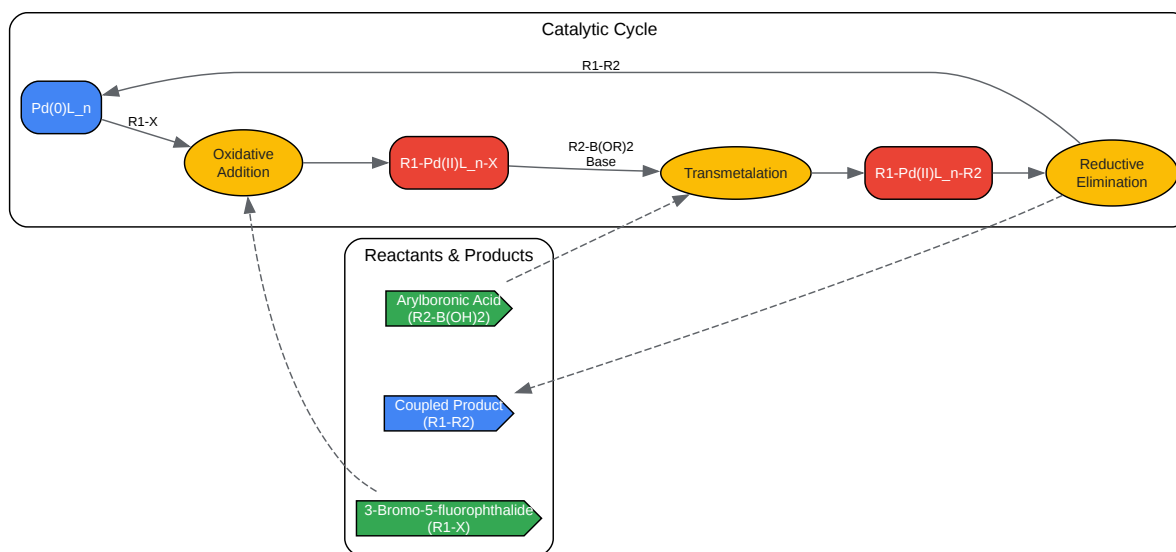 Catalytic Cycle
R1-R2
Pd(0)L_n
R1-X
Oxidative
Addition
R1-Pd(II)L_n-X
R2-B(OR)2
Base
Transmetalation
R1-Pd(II)L_n-R2
Reductive
Elimination
Reactants & Products
Arylboronic Acid
(R2-B(OH)2)
Coupled Product
(R1-R2)
3-Bromo-5-fluorophthalide
(R1-X)